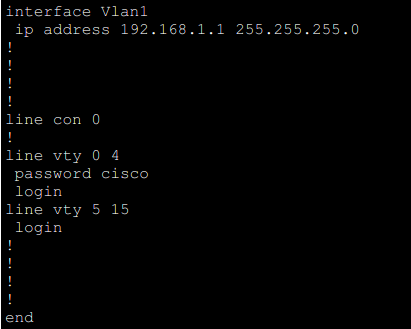 interface Vlan1
 ip address 192.168.1.1 255.255.255.0
!
!
!
!
line con 0
!
line vty 0 4
 password cisco
 login
line vty 5 15
 login
!
!
!
!
end